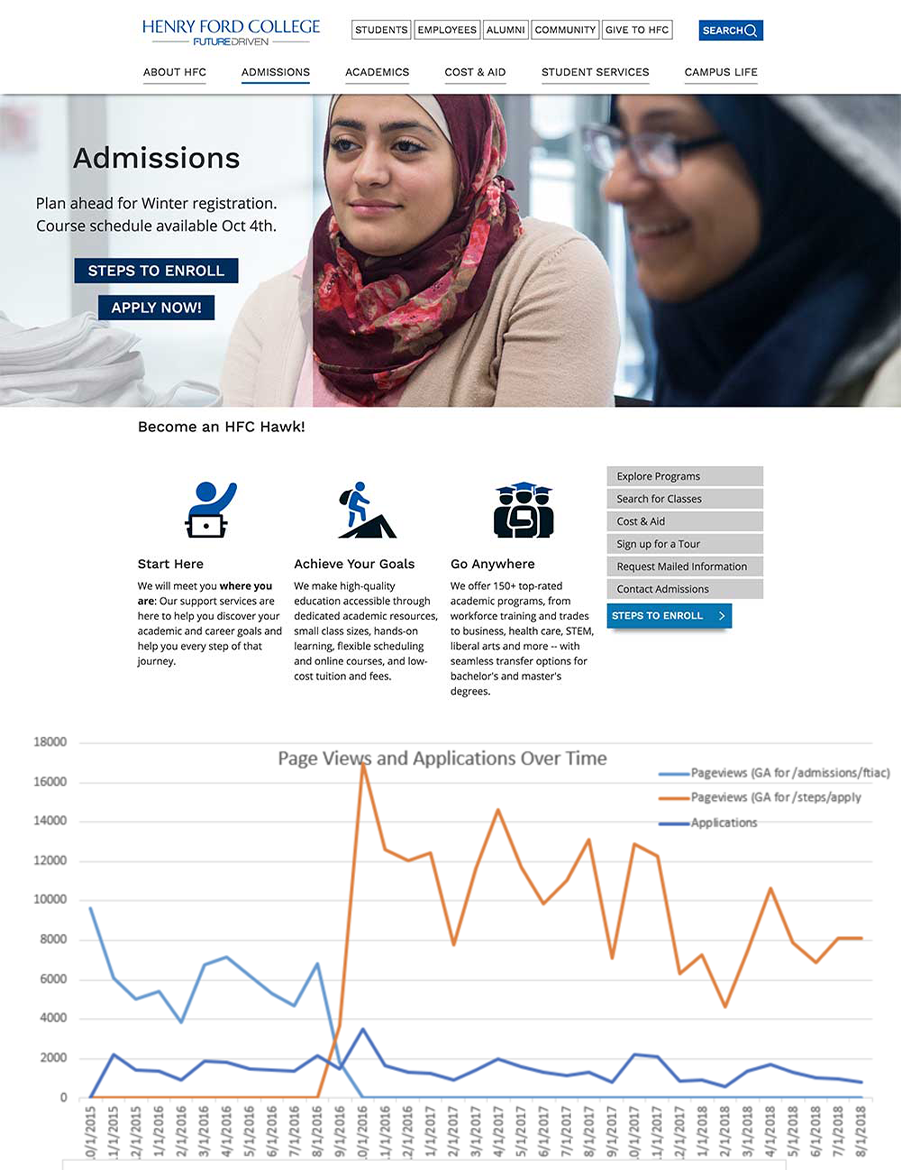 HENRY FORD COLLEGE
FUTUREDRIVEN
STUDENTS EMPLOYEES ALUMNI COMMUNITY GIVE TO HFC
SEARCH
ABOUT HFC ADMISSIONS ACADEMICS COST & AID STUDENT SERVICES CAMPUS LIFE
Admissions
Plan ahead for Winter registration.
Course schedule available Oct 4th.
STEPS TO ENROLL
APPLY NOW!
Become an HFC Hawk!
Start Here
We will meet you where you
are: Our support services are
here to help you discover your
academic and career goals and
help you every step of that
journey.
Achieve Your Goals
We make high-quality
education accessible through
dedicated academic resources,
small class sizes, hands-on
learning, flexible scheduling
and online courses, and low-
cost tuition and fees.
Go Anywhere
We offer 150+ top-rated
academic programs, from
workforce training and trades
to business, health care, STEM,
liberal arts and more -- with
seamless transfer options for
bachelor's and master's
degrees.
Explore Programs
Search for Classes
Cost & Aid
Sign up for a Tour
Request Mailed Information
Contact Admissions
STEPS TO ENROLL
Page Views and Applications Over Time
Pageviews (GA for /admissions/ftiac)
Pageviews (GA for /steps/apply
Applications
18000
16000
14000
12000
10000
8000
6000
4000
2000
0
.0/1/2015
.1/1/2015
.2/1/2015
1/1/2016
2/1/2016
3/1/2016
4/1/2016
5/1/2016
6/1/2016
7/1/2016
8/1/2016
9/1/2016
.0/1/2016
.1/1/2016
.2/1/2016
1/1/2017
2/1/2017
3/1/2017
4/1/2017
5/1/2017
6/1/2017
7/1/2017
8/1/2017
9/1/2017
.0/1/2017
.1/1/2017
.2/1/2017
1/1/2018
2/1/2018
3/1/2018
4/1/2018
5/1/2018
6/1/2018
7/1/2018
8/1/2018